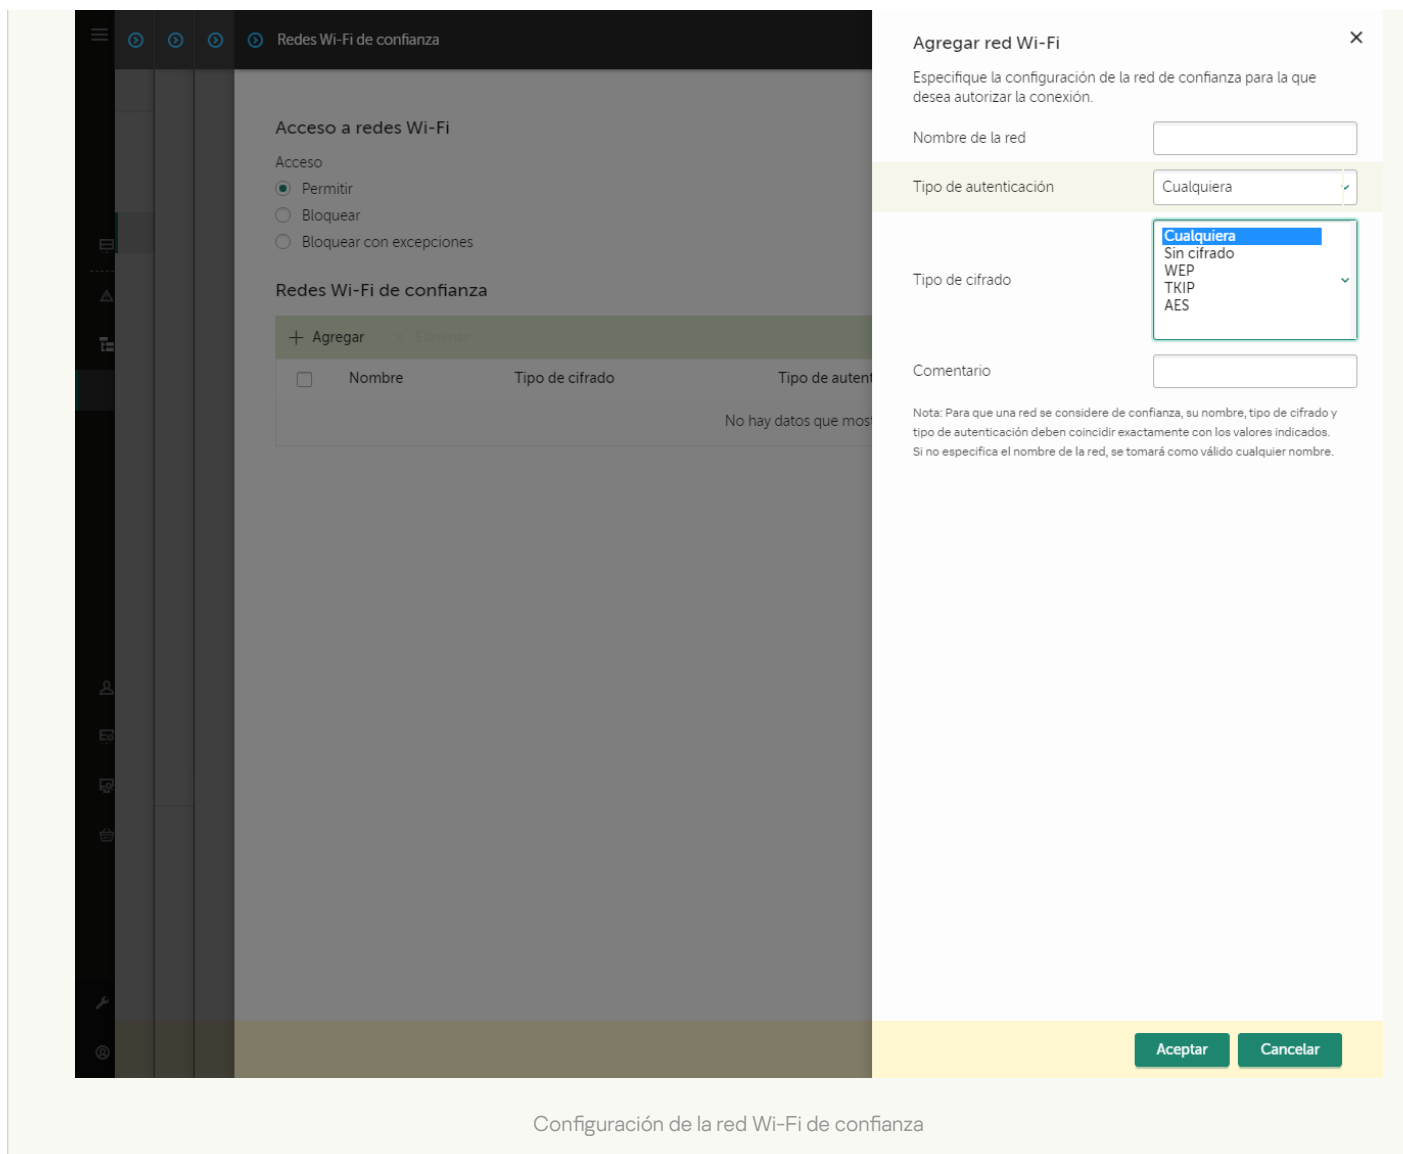 Redes Wi-Fi de confianza
Acceso a redes Wi-Fi
Acceso
Permitir
Bloquear
Bloquear con excepciones
Redes Wi-Fi de confianza
Agregar Eliminar
Nombre Tipo de cifrado Tipo de autent
No hay datos que mos
Agregar red Wi-Fi
Especifique la configuración de la red de confianza para la que
desea autorizar la conexión.
Nombre de la red
Tipo de autenticación Cualquiera
Tipo de cifrado
Cualquiera
Sin cifrado
WEP
TKIP
AES
Comentario
Nota: Para que una red se considere de confianza, su nombre, tipo de cifrado y
tipo de autenticación deben coincidir exactamente con los valores indicados.
Si no especifica el nombre de la red, se tomará como válido cualquier nombre.
Aceptar Cancelar
Configuración de la red Wi-Fi de confianza